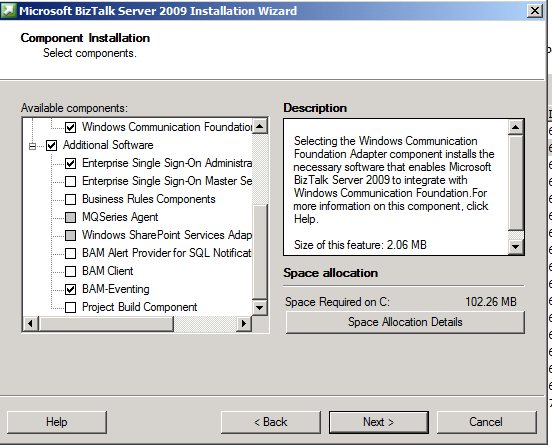 Microsoft BizTalk Server 2009 Installation Wizard
Component Installation
Select components.
Available components:
Windows Communication Foundation
Additional Software
Enterprise Single Sign-On Administra
Enterprise Single Sign-On Master Se
Business Rules Components
MQSeries Agent
Windows SharePoint Services Adap
BAM Alert Provider for SQL Notificat
BAM Client
BAM-Eventing
Project Build Component
Description
Selecting the Windows Communication
Foundation Adapter component installs the
necessary software that enables Microsoft
BizTalk Server 2009 to integrate with
Windows Communication Foundation.For
more information on this component, click
Help.
Size of this feature: 2.06 MB
Space allocation
Space Required on C: 102.26 MB
Space Allocation Details
Help
< Back
Next >
Cancel